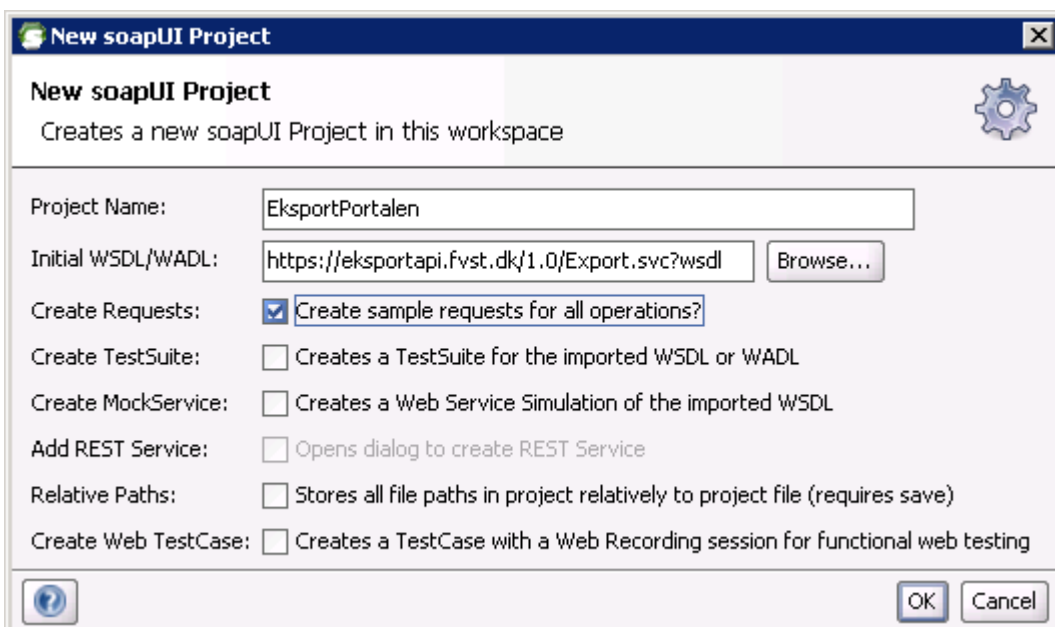 New soapUI Project
New soapUI Project
Creates a new soapUI Project in this workspace
Project Name: EksportPortalen
Initial WSDL/WADL: https://eksportapi.fvst.dk/1.0/Export.svc?wsdl Browse...
Create Requests: Create sample requests for all operations?
Create TestSuite: Creates a TestSuite for the imported WSDL or WADL
Create MockService: Creates a Web Service Simulation of the imported WSDL
Add REST Service: Opens dialog to create REST Service
Relative Paths: Stores all file paths in project relatively to project file (requires save)
Create Web TestCase: Creates a TestCase with a Web Recording session for functional web testing
OK Cancel